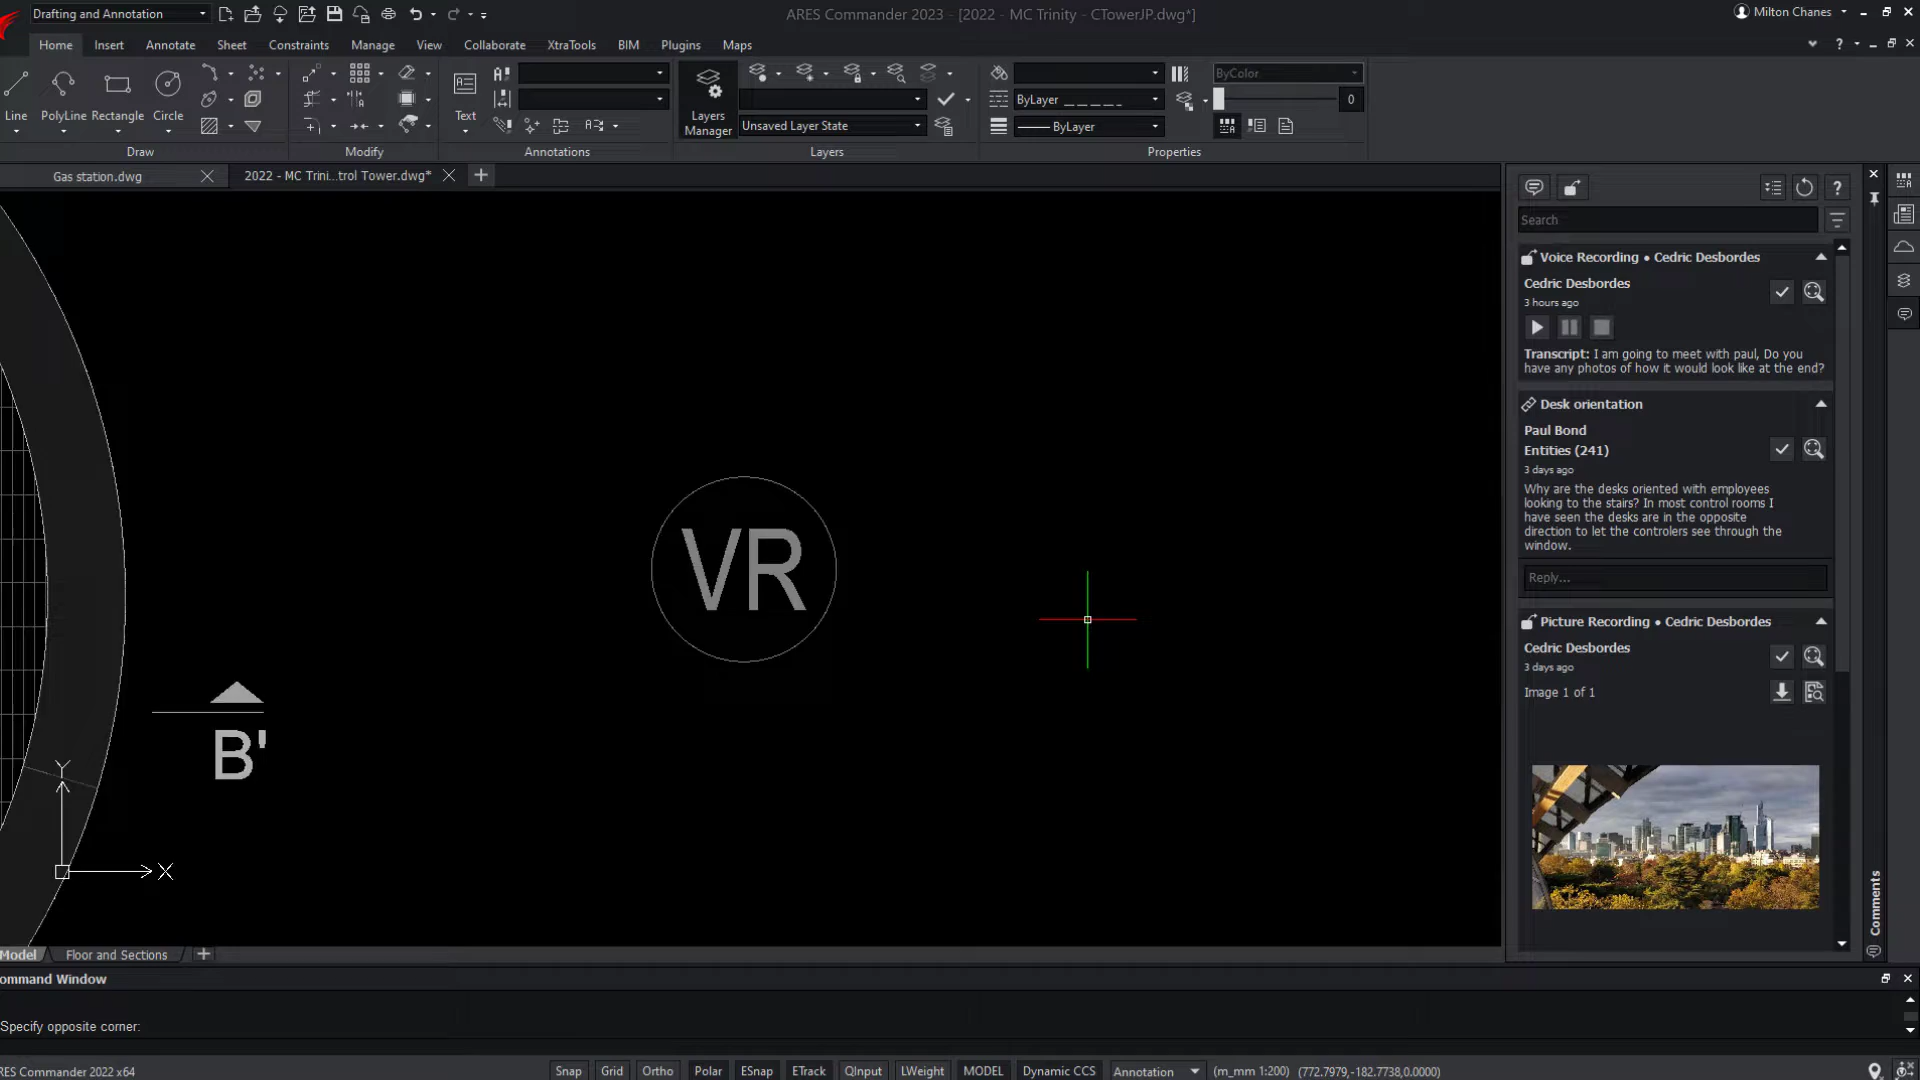 Drafting and Annotation
ARES Commander 2023 - [2022 - MC Trinity - CTowerJP.dwg*]
Milton Chanes
Home Insert Annotate Sheet Constraints Manage View Collaborate XtraTools BIM Plugins Maps
?
Line PolyLine Rectangle Circle
Text
Layers Manager
Unsaved Layer State
ByLayer
ByLayer
ByColor
0
Draw Modify Annotations Layers Properties
Gas station.dwg
2022 - MC Trini...trol Tower.dwg*
Search
Voice Recording ● Cedric Desbordes
Cedric Desbordes
3 hours ago
Transcript: I am going to meet with paul, Do you
have any photos of how it would look like at the end?
Desk orientation
Paul Bond
Entities (241)
3 days ago
Why are the desks oriented with employees
looking to the stairs? In most control rooms I
have seen the desks are in the opposite
direction to let the controlers see through the
window.
Reply...
Picture Recording ● Cedric Desbordes
Cedric Desbordes
3 days ago
Image 1 of 1
Comments
VR
B'
Y
X
Model Floor and Sections
ommand Window
Specify opposite corner:
RES Commander 2022 x64
Snap Grid Ortho Polar ESnap ETrack QInput LWeight MODEL Dynamic CCS Annotation (m_mm 1:200) (772.7979,-182.7738,0.0000)